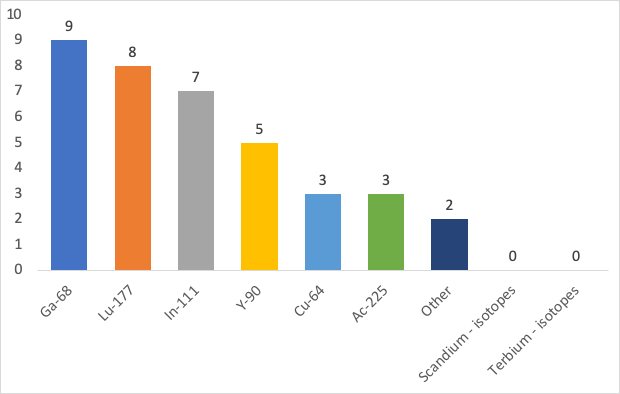 10
9
8
7
6
5
4
3
2
1
0
9
8
7
5
3
3
2
0
0
Ga-68
Lu-177
In-111
Y-90
Cu-64
Ac-225
Other
Scandium - isotopes
Terbium - isotopes